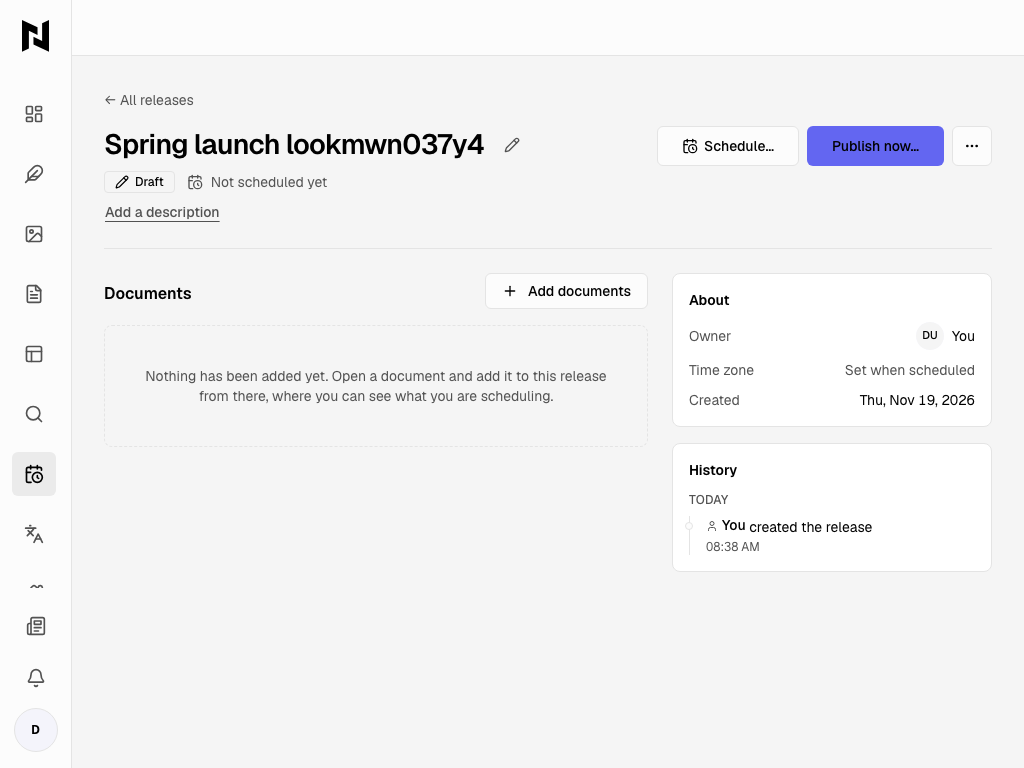 ← All releases
Spring launch lookmwn037y4
Schedule…
Publish now…
Draft
Not scheduled yet
Add a description
Documents
Add documents
Nothing has been added yet. Open a document and add it to this release
from there, where you can see what you are scheduling.
About
Owner
DU
You
Time zone
Set when scheduled
Created
Thu, Nov 19, 2026
History
TODAY
You created the release
08:38 AM
D